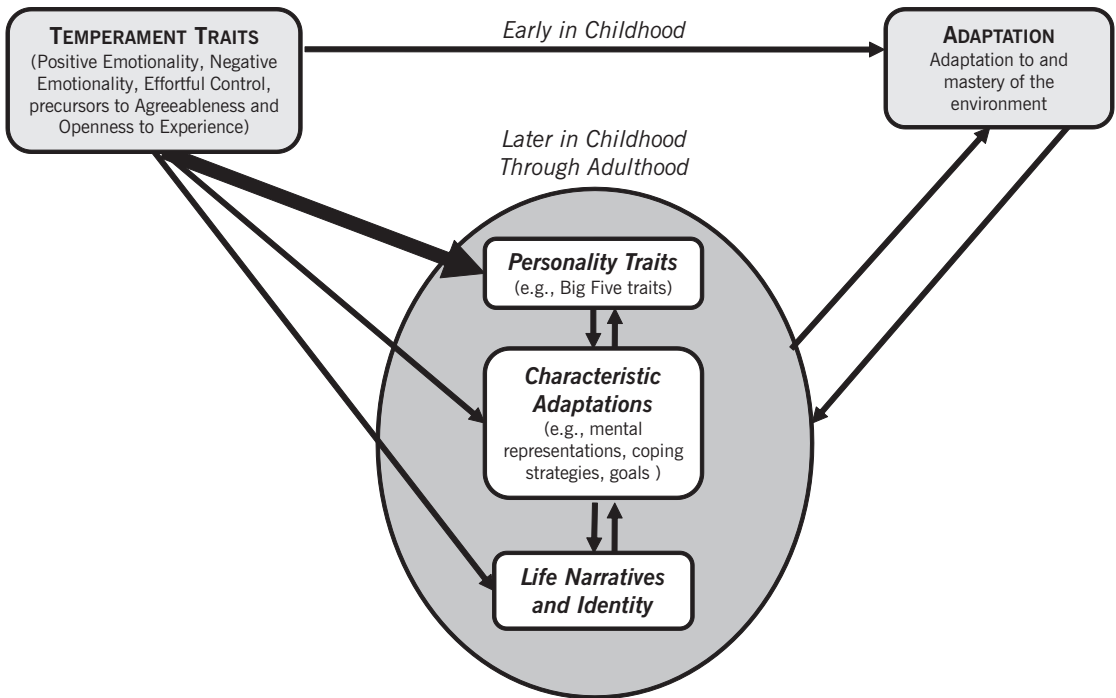 TEMPERAMENT TRAITS
(Positive Emotionality, Negative
Emotionality, Effortful Control,
precursors to Agreeableness and
Openness to Experience)
Early in Childhood
ADAPTATION
Adaptation to and
mastery of the
environment
Later in Childhood
Through Adulthood
Personality Traits
(e.g., Big Five traits)
Characteristic
Adaptations
(e.g., mental
representations, coping
strategies, goals )
Life Narratives
and Identity